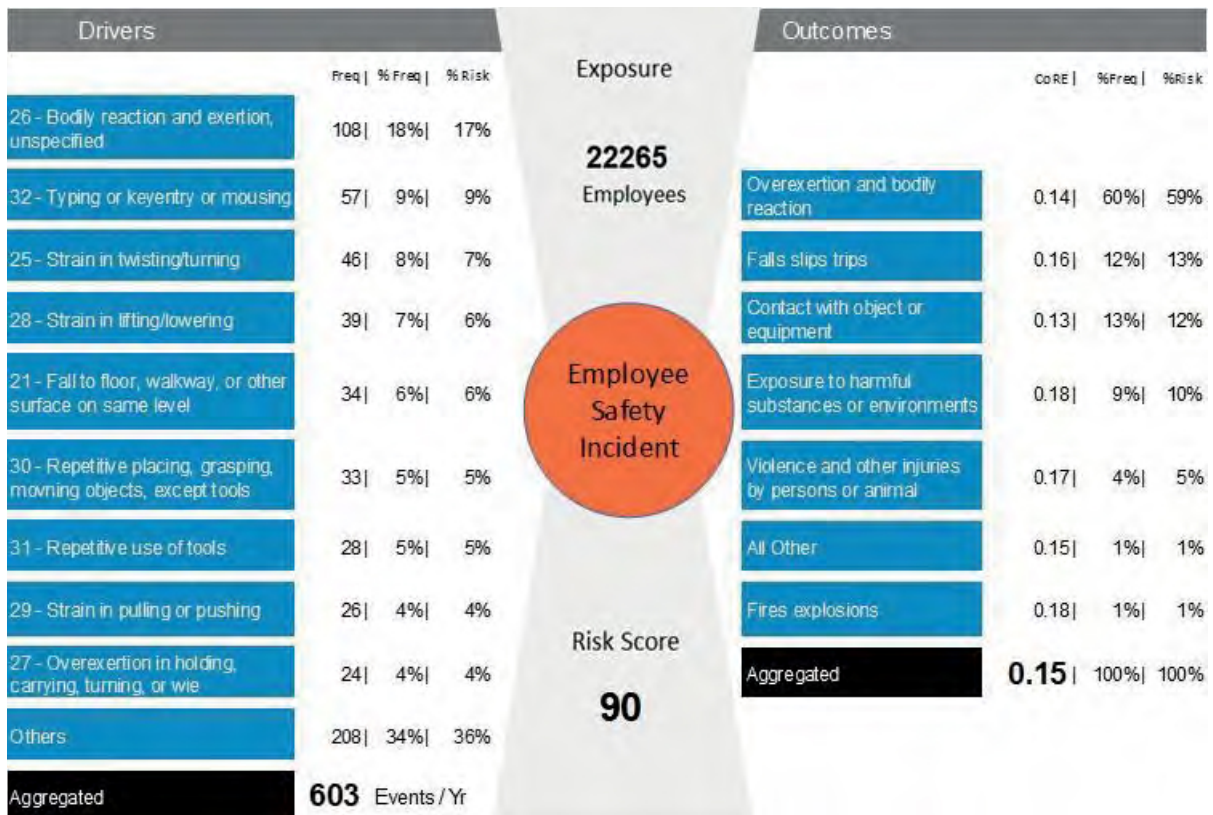 Drivers
Freq| % Freq| % Risk
26 - Bodily reaction and exertion,
unspecified
108| 18%| 17%
32 - Typing or keyentry or mousing
57| 9%| 9%
25 - Strain in twisting/turning
46| 8%| 7%
28 - Strain in lifting/lowering
39| 7%| 6%
21 - Fall to floor, walkway, or other
surface on same level
34| 6%| 6%
30 - Repetitive placing, grasping,
movning objects, except tools
33| 5%| 5%
31 - Repetitive use of tools
28| 5%| 5%
29 - Strain in pulling or pushing
26| 4%| 4%
27 - Overexertion in holding,
carrying, turning, or wie
24| 4%| 4%
Others
208| 34%| 36%
Aggregated
603 Events / Yr
Exposure
22265
Employees
Employee
Safety
Incident
Risk Score
90
Outcomes
CoRE| %Freq| %Risk
Overexertion and bodily
reaction
0.14| 60%| 59%
Falls slips trips
0.16| 12%| 13%
Contact with object or
equipment
0.13| 13%| 12%
Exposure to harmful
substances or environments
0.18| 9%| 10%
Violence and other injuries
by persons or animal
0.17| 4%| 5%
All Other
0.15| 1%| 1%
Fires explosions
0.18| 1%| 1%
Aggregated
0.15| 100%| 100%